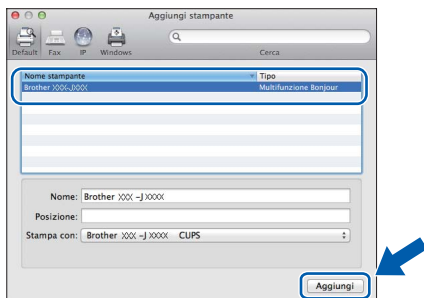 Aggiungi stampante
Default Fax IP Windows Cerca
Nome stampante Tipo
Brother XXX-JXXX Multifunzione Bonjour
Nome: Brother XXX -J XXXX
Posizione:
Stampa con: Brother XXX -J XXXX CUPS
Aggiungi